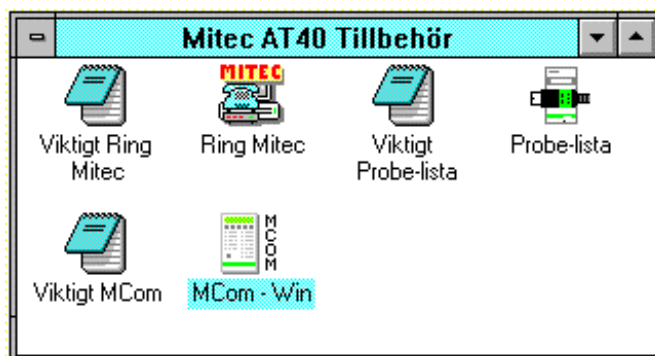 Mitec AT40 Tillbehör
MITEC
Viktigt Ring
Mitec
Ring Mitec
Viktigt
Probe-lista
Probe-lista
MCOM
Viktigt MCom
MCom - Win